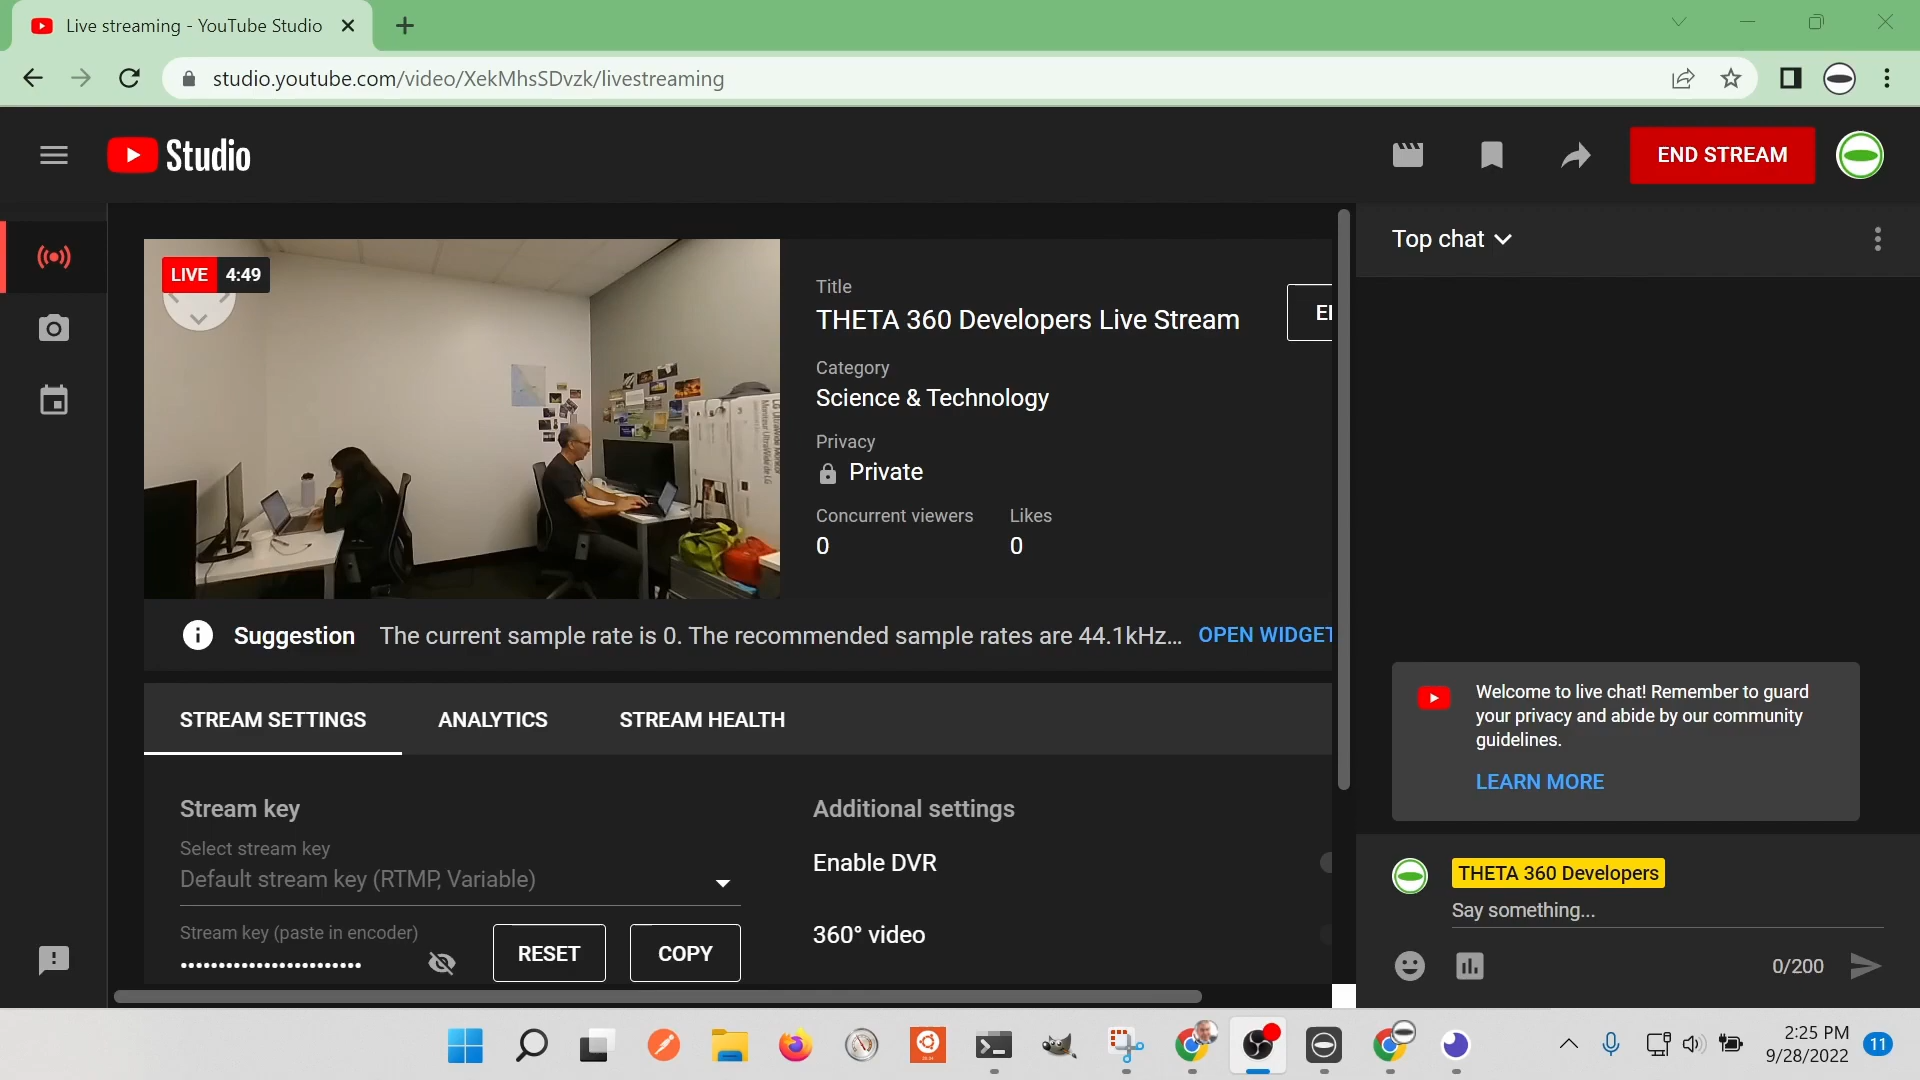 Live streaming - YouTube Studio
studio.youtube.com/video/XekMhsSDvzk/livestreaming
Studio
END STREAM
LIVE 4:49
Title
THETA 360 Developers Live Stream
Category
Science & Technology
Privacy
Private
Concurrent viewers
Likes
0
0
Suggestion The current sample rate is 0. The recommended sample rates are 44.1kHz... OPEN WIDGET
STREAM SETTINGS
ANALYTICS
STREAM HEALTH
Stream key
Select stream key
Default stream key (RTMP, Variable)
Stream key (paste in encoder)
RESET
COPY
Additional settings
Enable DVR
360° video
Top chat
Welcome to live chat! Remember to guard
your privacy and abide by our community
guidelines.
LEARN MORE
THETA 360 Developers
Say something...
0/200
2:25 PM
9/28/2022
11